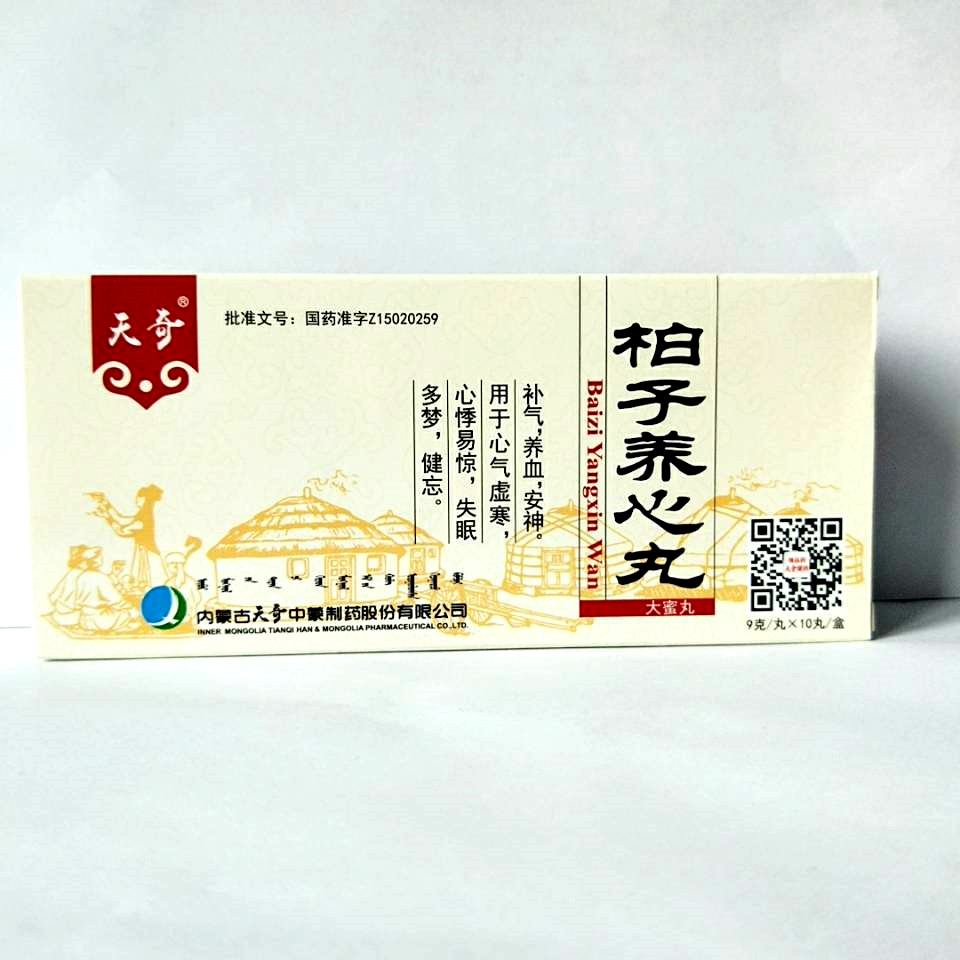 天奇®
批准文号：国药准字Z15020259
柏子养心丸
Baizi Yangxin Wan
大蜜丸
补气，养血，安神。
用于心气虚寒，
心悸易惊，失眠
多梦，健忘。
内蒙古天奇中蒙制药股份有限公司
INNER MONGOLIA TIANQI HAN & MONGOLIA PHARMACEUTICAL CO.,LTD.
9克/丸×10丸/盒